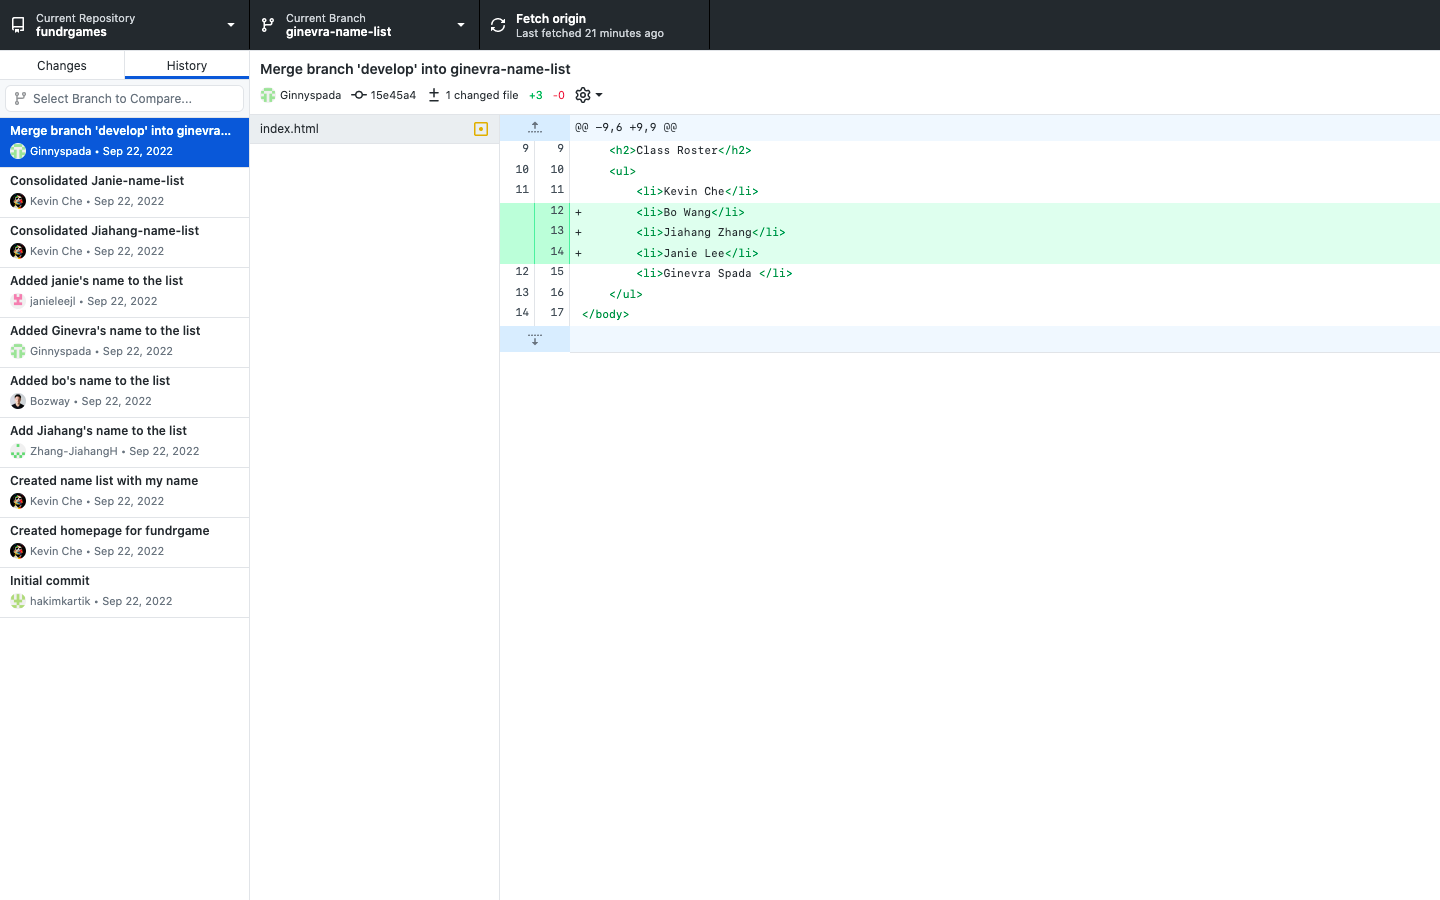 Current Repository
fundrgames
Current Branch
ginevra-name-list
Fetch origin
Last fetched 21 minutes ago
Changes
History
Select Branch to Compare...
Merge branch 'develop' into ginevra...
Ginnyspada • Sep 22, 2022
Consolidated Janie-name-list
Kevin Che • Sep 22, 2022
Consolidated Jiahang-name-list
Kevin Che • Sep 22, 2022
Added janie's name to the list
janieleejl • Sep 22, 2022
Added Ginevra's name to the list
Ginnyspada • Sep 22, 2022
Added bo's name to the list
Bozway • Sep 22, 2022
Add Jiahang's name to the list
Zhang-JiahangH • Sep 22, 2022
Created name list with my name
Kevin Che • Sep 22, 2022
Created homepage for fundrgame
Kevin Che • Sep 22, 2022
Initial commit
hakimkartik • Sep 22, 2022
Merge branch 'develop' into ginevra-name-list
Ginnyspada 15e45a4 1 changed file +3 -0
index.html
@@ -9,6 +9,9 @@
9 9 <h2>Class Roster</h2>
10 10 <ul>
11 11 <li>Kevin Che</li>
12 + <li>Bo Wang</li>
13 + <li>Jiahang Zhang</li>
14 + <li>Janie Lee</li>
12 15 <li>Ginevra Spada </li>
13 16 </ul>
14 17 </body>